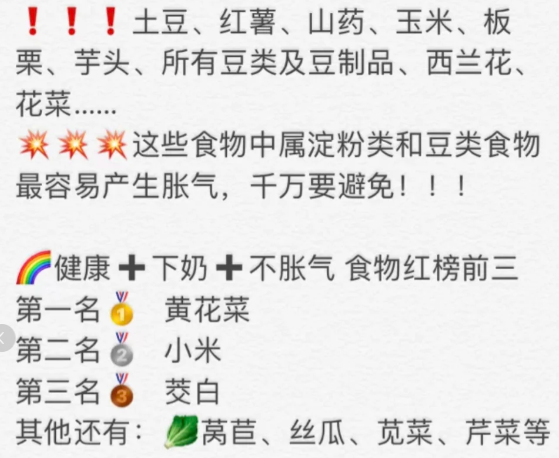 ❗❗❗土豆、红薯、山药、玉米、板
栗、芋头、所有豆类及豆制品、西兰花、
花菜......
💥💥💥这些食物中属淀粉类和豆类食物
最容易产生胀气，千万要避免！！！
🌈健康➕下奶➕不胀气 食物红榜前三
第一名🥇 黄花菜
第二名🥈 小米
第三名🥉 茭白
其他还有：🥬莴苣、丝瓜、苋菜、芹菜等